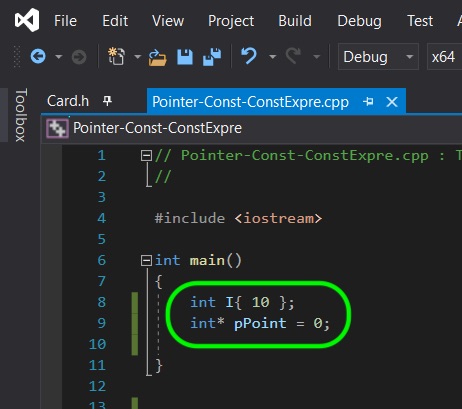 File Edit View Project Build Debug Test
Debug x64
Toolbox
Card.h Pointer-Const-ConstExpre.cpp
Pointer-Const-ConstExpre
1 // Pointer-Const-ConstExpre.cpp : T
2 //
3
4 #include <iostream>
5
6 int main()
7 {
8 int I{ 10 };
9 int* pPoint = 0;
10
11 }
12
13